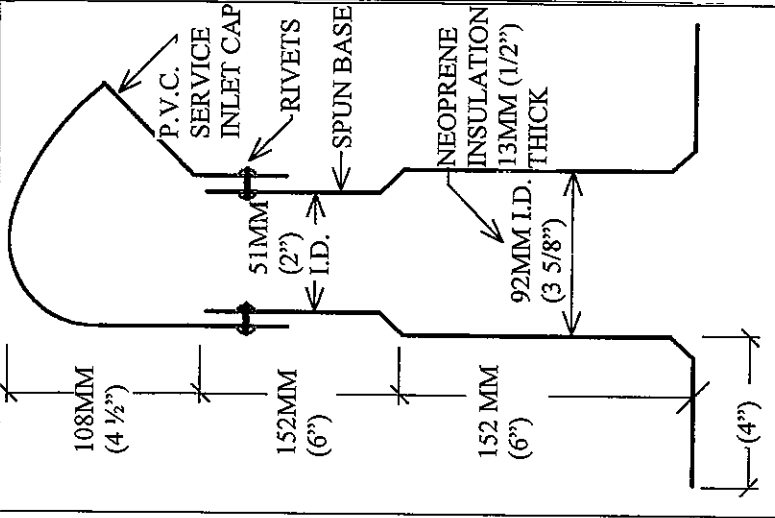 P.V.C.
SERVICE
INLET CAP
RIVETS
SPUN BASE
NEOPRENE
INSULATION
13MM (1/2”)
THICK
51MM
(2”)
I.D.
92MM I.D.
(3 5/8”)
108MM
(4 ½”)
152MM
(6”)
152 MM
(6”)
(4”)